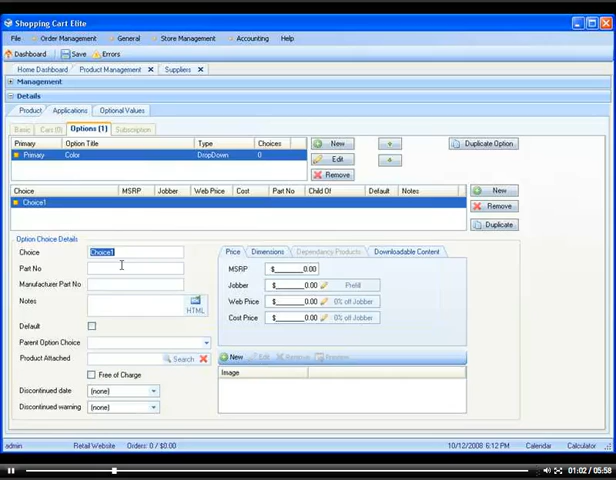 Shopping Cart Elite
File Order Management General Store Management Accounting Help
Dashboard Save Errors
Home Dashboard Product Management Suppliers
Management
Details
Product Applications Optional Values
Basic Cars (0) Options (1) Subscription
Primary Option Title Type Choices
Primary Color DropDown 0
New
Edit
Remove
Duplicate Option
Choice MSRP Jobber Web Price Cost Part No Child Of Default Notes
Choice1
New
Remove
Duplicate
Option Choice Details
Choice Choice1
Part No
Manufacturer Part No
Notes HTML
Default
Parent Option Choice
Product Attached Search
Free of Charge
Discontinued date (none)
Discontinued warning (none)
Price Dimensions Dependancy Products Downloadable Content
MSRP $_______0.00
Jobber $_______0.00 Prefill
Web Price $_______0.00 0% off Jobber
Cost Price $_______0.00 0% off Jobber
New Edit Remove Preview
Image
admin Retail Website Orders: 0 / $0.00 10/12/2008 - 6:12 PM Calendar Calculator
01:02 / 05:58